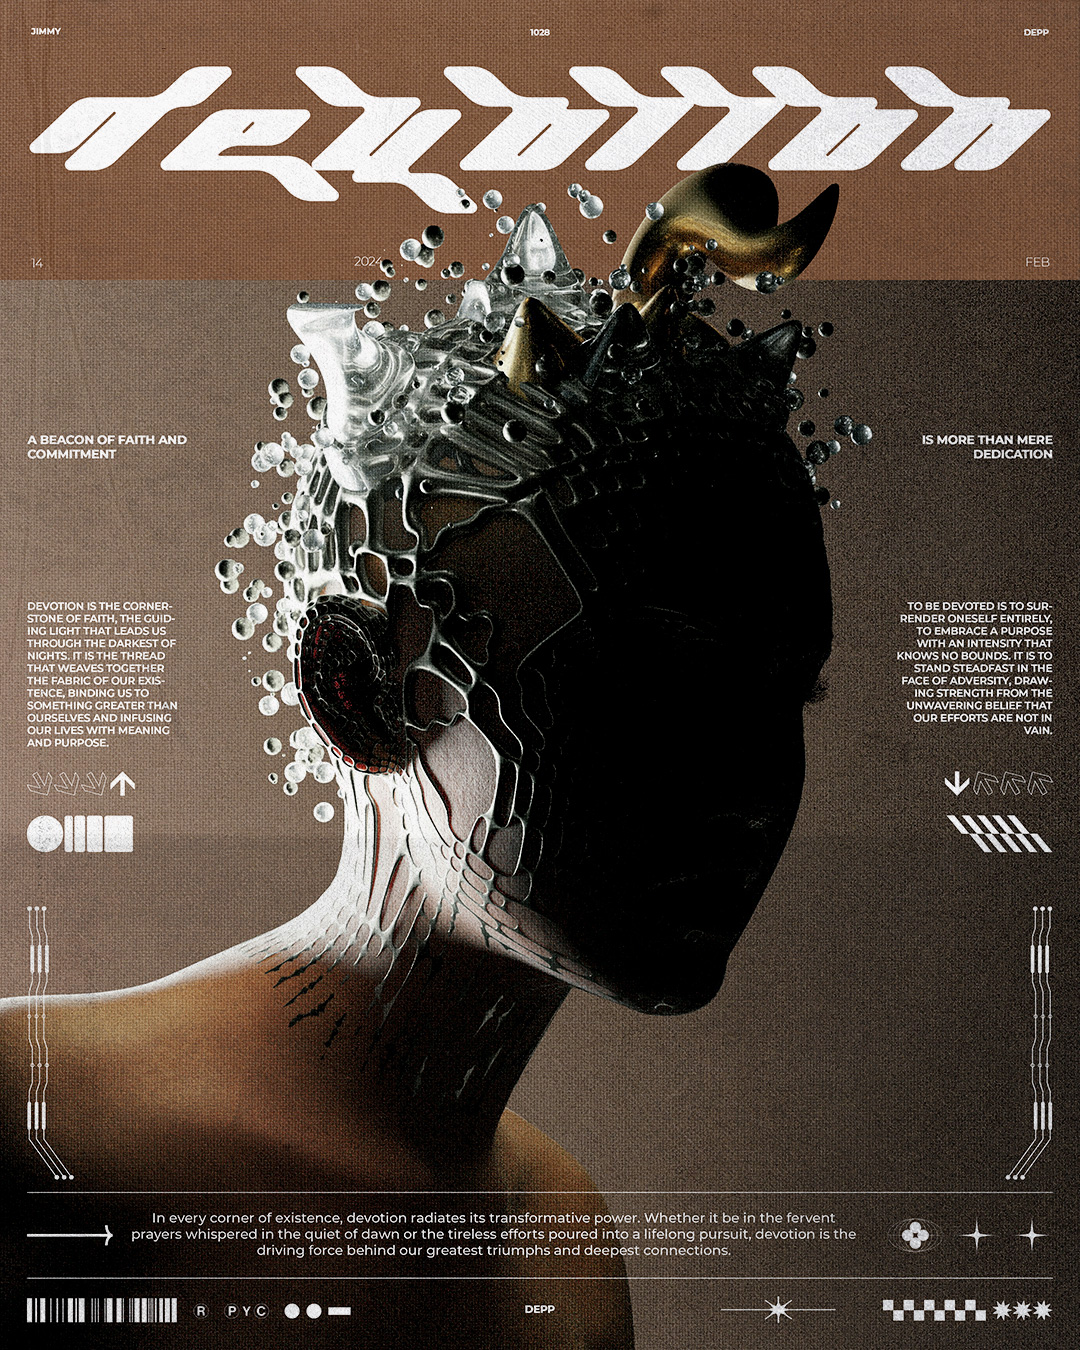 JIMMY 1028 DEPP
devotion
14 2024 FEB
A BEACON OF FAITH AND
COMMITMENT
IS MORE THAN MERE
DEDICATION
DEVOTION IS THE CORNER-
STONE OF FAITH, THE GUID-
ING LIGHT THAT LEADS US
THROUGH THE DARKEST OF
NIGHTS. IT IS THE THREAD
THAT WEAVES TOGETHER
THE FABRIC OF OUR EXIS-
TENCE, BINDING US TO
SOMETHING GREATER THAN
OURSELVES AND INFUSING
OUR LIVES WITH MEANING
AND PURPOSE.
TO BE DEVOTED IS TO SUR-
RENDER ONESELF ENTIRELY,
TO EMBRACE A PURPOSE
WITH AN INTENSITY THAT
KNOWS NO BOUNDS. IT IS TO
STAND STEADFAST IN THE
FACE OF ADVERSITY, DRAW-
ING STRENGTH FROM THE
UNWAVERING BELIEF THAT
OUR EFFORTS ARE NOT IN
VAIN.
In every corner of existence, devotion radiates its transformative power. Whether it be in the fervent
prayers whispered in the quiet of dawn or the tireless efforts poured into a lifelong pursuit, devotion is the
driving force behind our greatest triumphs and deepest connections.
R PYC DEPP